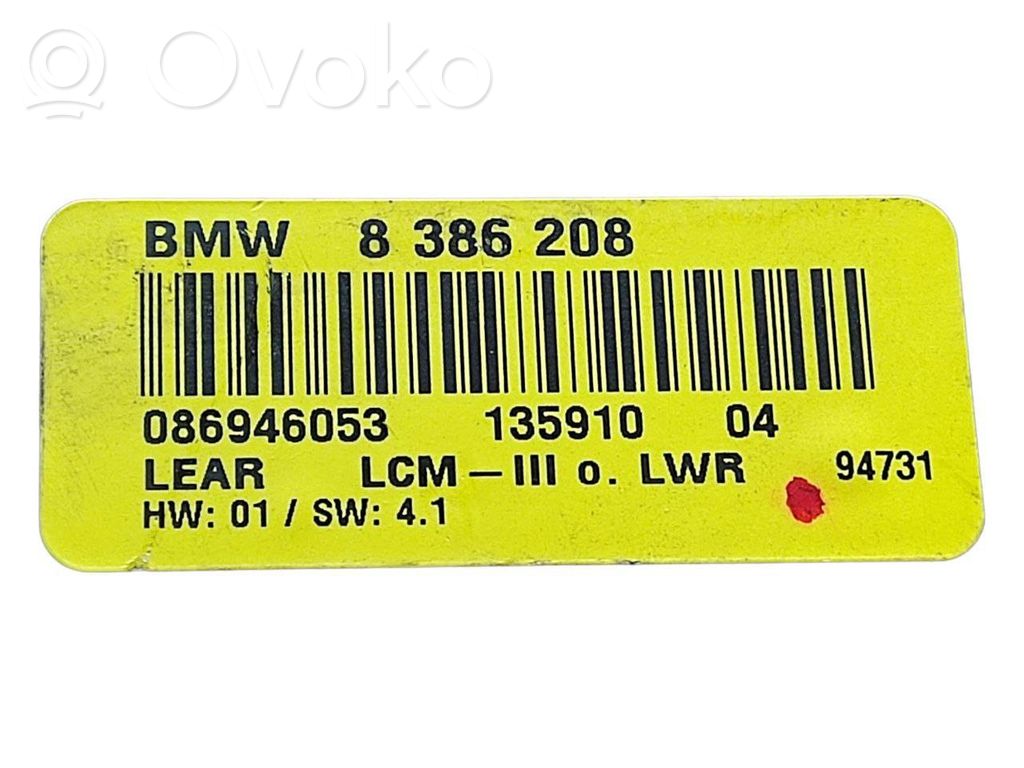 Ovoko
BMW 8 386 208
086946053 135910 04
LEAR LCM-III o. LWR 94731
HW: 01 / SW: 4.1